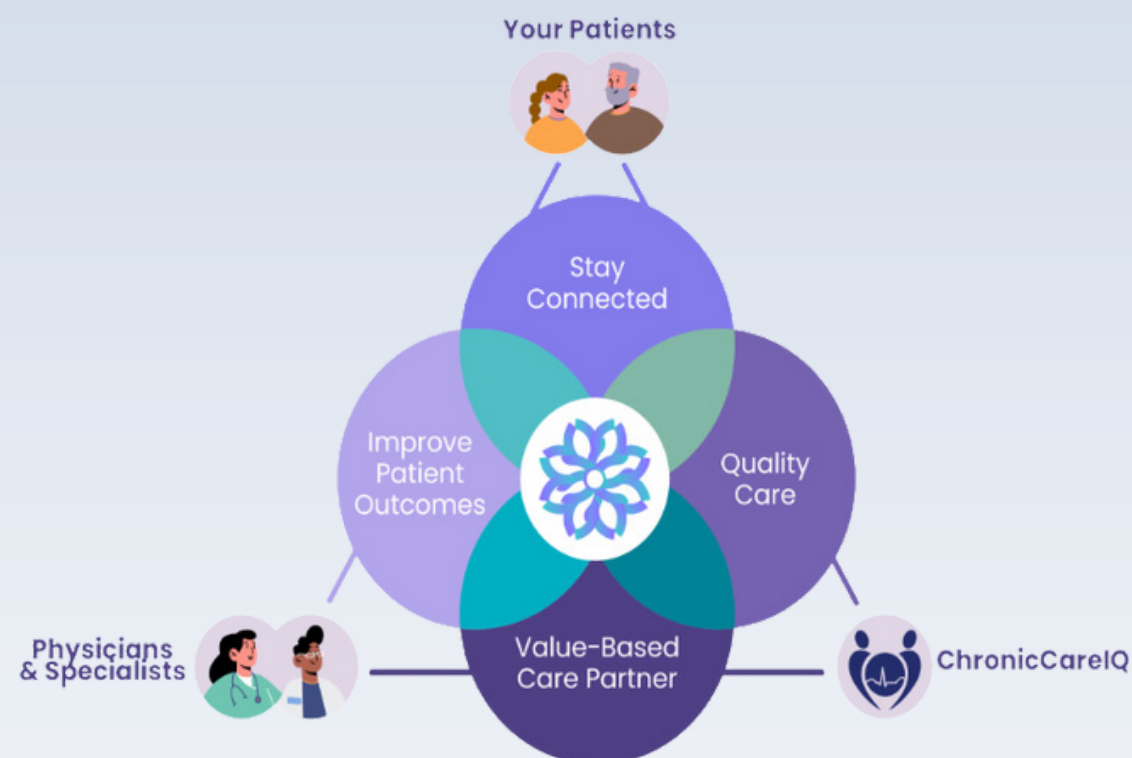 Your Patients
Stay
Connected
Improve
Patient
Outcomes
Quality
Care
Value-Based
Care Partner
Physicians
& Specialists
ChronicCareIQ